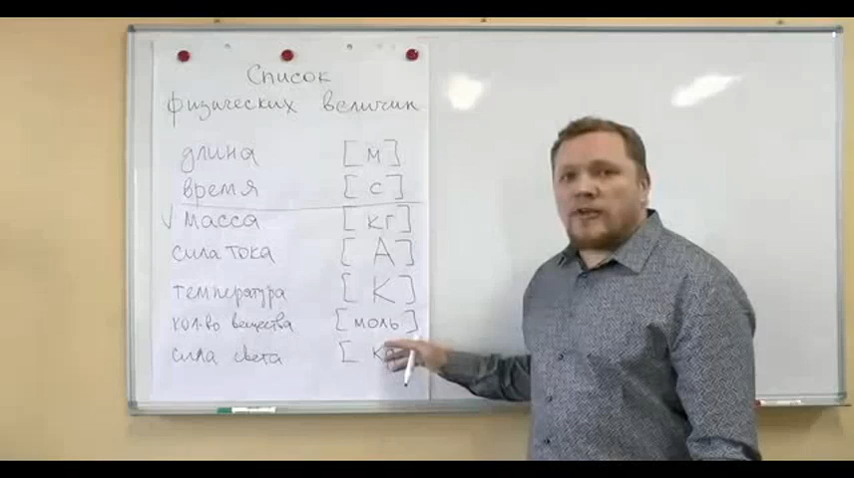 Список
физических величин
длина [ м ]
время [ с ]
√ масса [ кг ]
сила тока [ А ]
температура [ К ]
кол-во вещества [ моль ]
сила света [ к